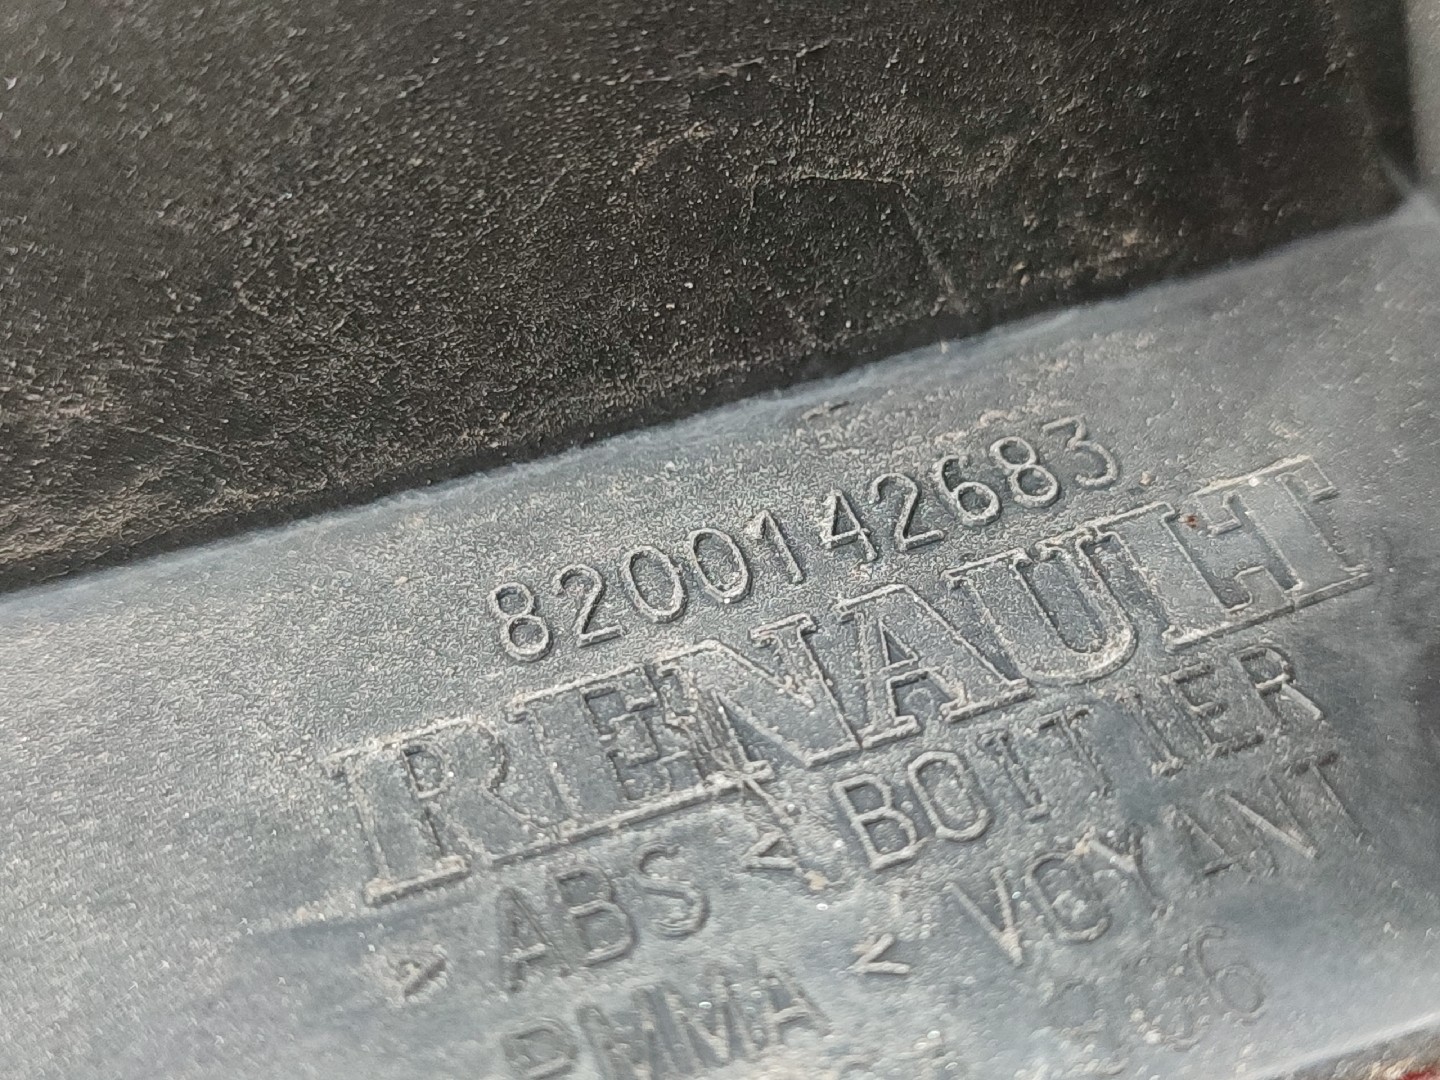 8200142683
RENAULT
>ABS< BOITIER
PMMA < VOYANT